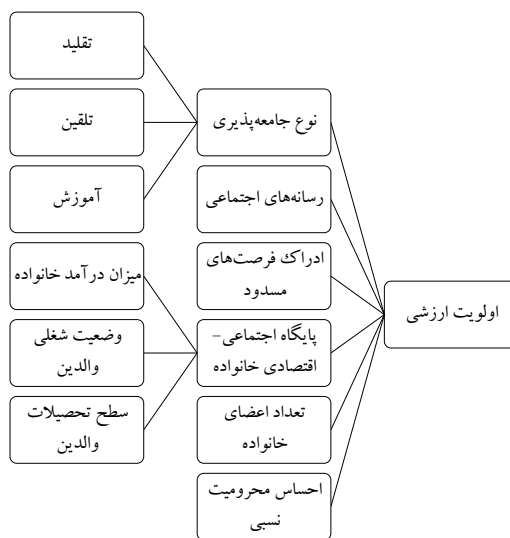 اولویت ارزشی
نوع جامعه‌پذیری
رسانه‌های اجتماعی
ادراک فرصت‌های
مسدود
پایگاه اجتماعی-
اقتصادی خانواده
تعداد اعضای
خانواده
احساس محرومیت
نسبی
تقلید
تلقین
آموزش
میزان درآمد خانواده
وضعیت شغلی
والدین
سطح تحصیلات
والدین